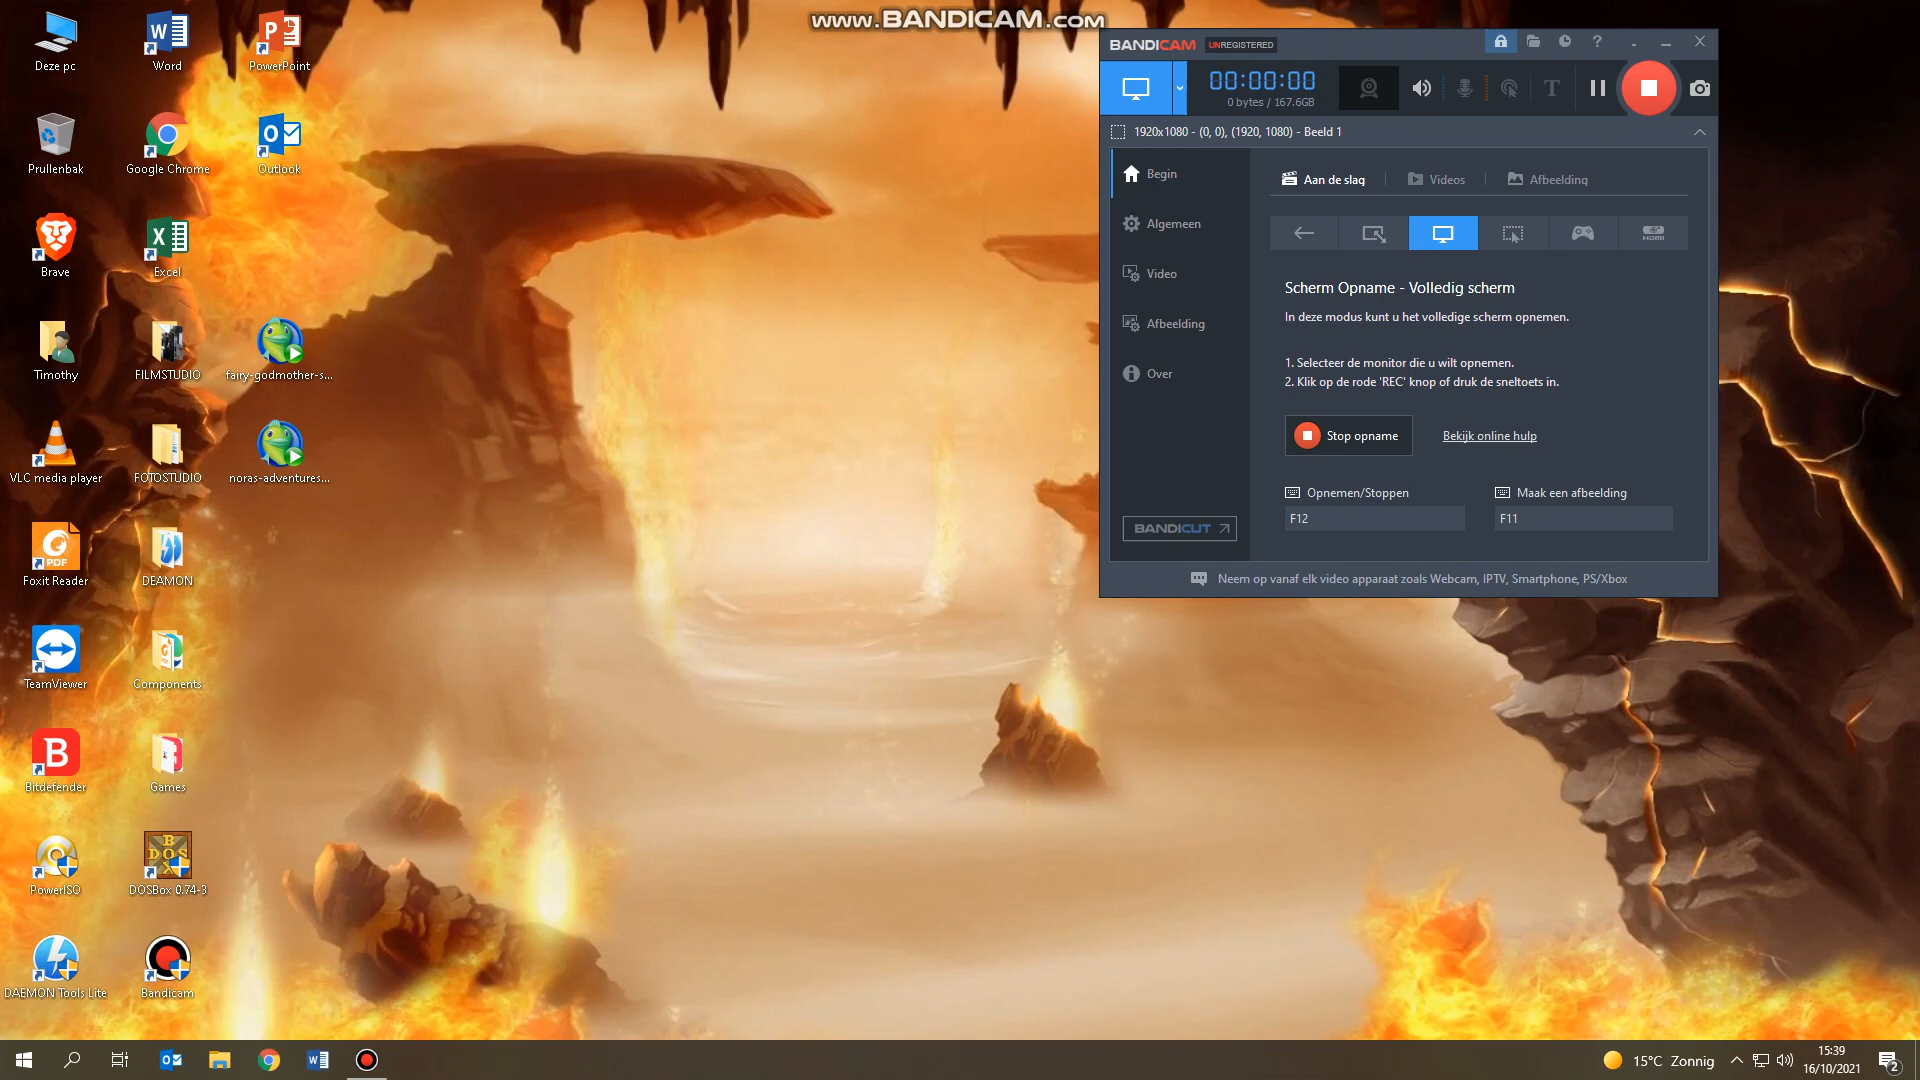 www.BANDICAM.com
Deze pc
Word
PowerPoint
Prullenbak
Google Chrome
Outlook
Brave
Excel
Timothy
FILMSTUDIO
fairy-godmother-s...
VLC media player
FOTOSTUDIO
noras-adventures...
Foxit Reader
DEAMON
TeamViewer
Components
Bitdefender
Games
PowerISO
DOSBox 0.74-3
DAEMON Tools Lite
Bandicam
PDF
BANDICAM UNREGISTERED
00:00:00
0 bytes / 167.6GB
1920x1080 - (0, 0), (1920, 1080) - Beeld 1
Begin
Algemeen
Video
Afbeelding
Over
BANDICUT
Aan de slag
Videos
Afbeelding
HDMI
Scherm Opname - Volledig scherm
In deze modus kunt u het volledige scherm opnemen.
1. Selecteer de monitor die u wilt opnemen.
2. Klik op de rode 'REC' knop of druk de sneltoets in.
Stop opname
Bekijk online hulp
Opnemen/Stoppen
Maak een afbeelding
F12
F11
Neem op vanaf elk video apparaat zoals Webcam, IPTV, Smartphone, PS/Xbox
15°C Zonnig
15:39
16/10/2021
2